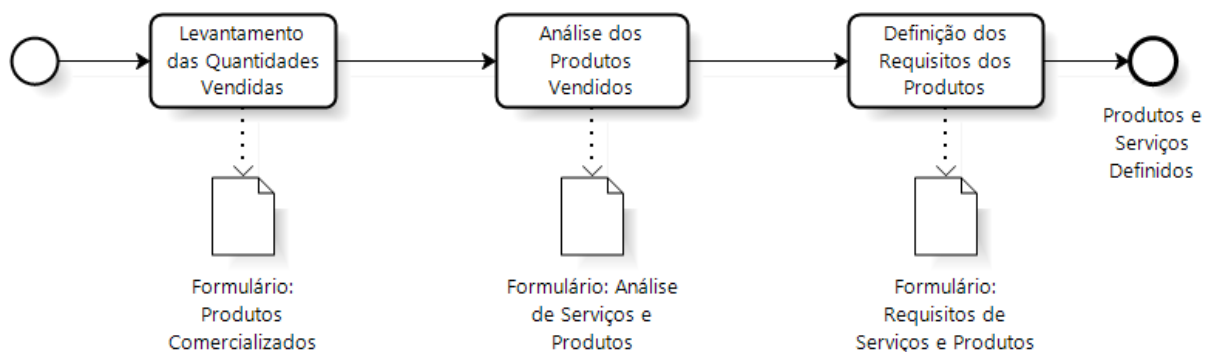 Levantamento
das Quantidades
Vendidas
Análise dos
Produtos
Vendidos
Definição dos
Requisitos dos
Produtos
Produtos e
Serviços
Definidos
Formulário:
Produtos
Comercializados
Formulário: Análise
de Serviços e
Produtos
Formulário:
Requisitos de
Serviços e Produtos